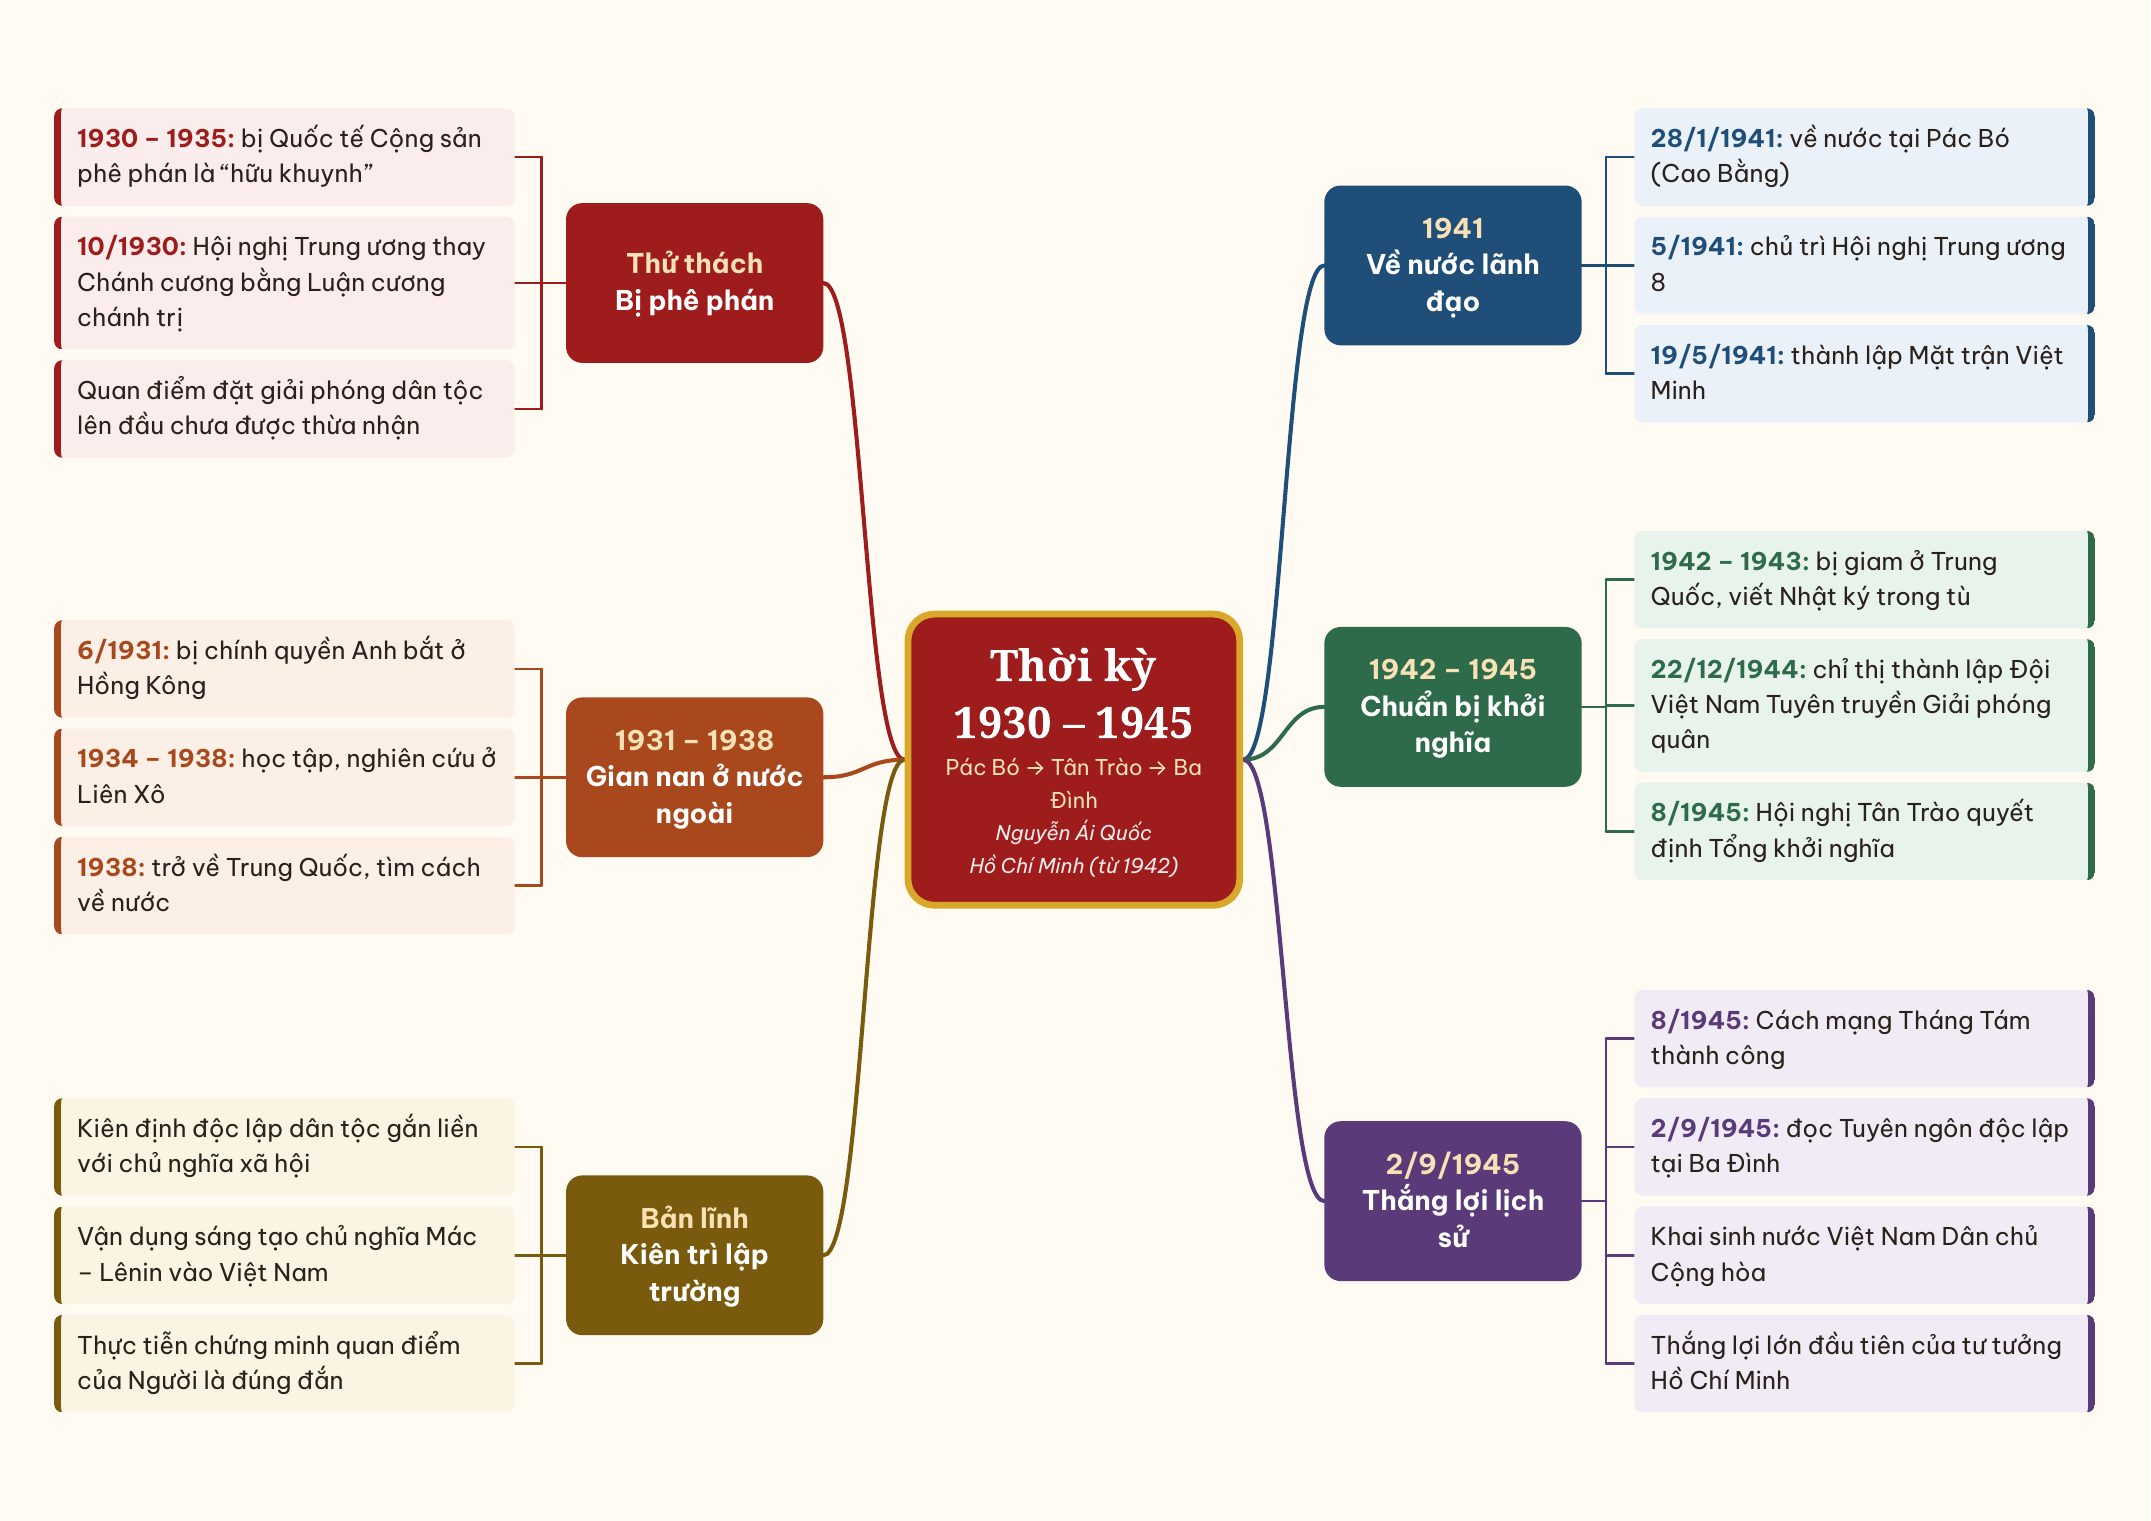 1930 – 1935: bị Quốc tế Cộng sản
phê phán là “hữu khuynh”
10/1930: Hội nghị Trung ương thay
Chánh cương bằng Luận cương
chánh trị
Quan điểm đặt giải phóng dân tộc
lên đầu chưa được thừa nhận
Thử thách
Bị phê phán
6/1931: bị chính quyền Anh bắt ở
Hồng Kông
1934 – 1938: học tập, nghiên cứu ở
Liên Xô
1938: trở về Trung Quốc, tìm cách
về nước
1931 – 1938
Gian nan ở nước
ngoài
Kiên định độc lập dân tộc gắn liền
với chủ nghĩa xã hội
Vận dụng sáng tạo chủ nghĩa Mác
– Lênin vào Việt Nam
Thực tiễn chứng minh quan điểm
của Người là đúng đắn
Bản lĩnh
Kiên trì lập
trường
Thời kỳ
1930 – 1945
Pác Bó → Tân Trào → Ba
Đình
Nguyễn Ái Quốc
Hồ Chí Minh (từ 1942)
1941
Về nước lãnh
đạo
28/1/1941: về nước tại Pác Bó
(Cao Bằng)
5/1941: chủ trì Hội nghị Trung ương
8
19/5/1941: thành lập Mặt trận Việt
Minh
1942 – 1945
Chuẩn bị khởi
nghĩa
1942 – 1943: bị giam ở Trung
Quốc, viết Nhật ký trong tù
22/12/1944: chỉ thị thành lập Đội
Việt Nam Tuyên truyền Giải phóng
quân
8/1945: Hội nghị Tân Trào quyết
định Tổng khởi nghĩa
2/9/1945
Thắng lợi lịch
sử
8/1945: Cách mạng Tháng Tám
thành công
2/9/1945: đọc Tuyên ngôn độc lập
tại Ba Đình
Khai sinh nước Việt Nam Dân chủ
Cộng hòa
Thắng lợi lớn đầu tiên của tư tưởng
Hồ Chí Minh